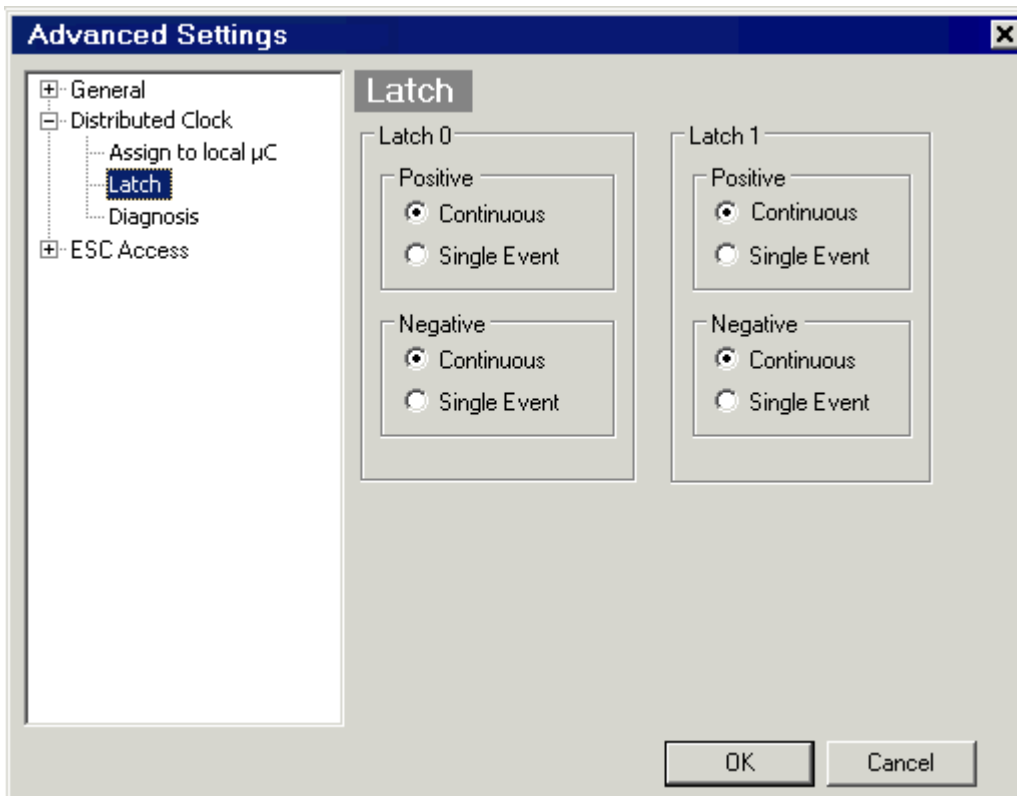 Advanced Settings
General
Distributed Clock
Assign to local µC
Latch
Diagnosis
ESC Access
Latch
Latch 0
Positive
Continuous
Single Event
Negative
Continuous
Single Event
Latch 1
Positive
Continuous
Single Event
Negative
Continuous
Single Event
OK
Cancel